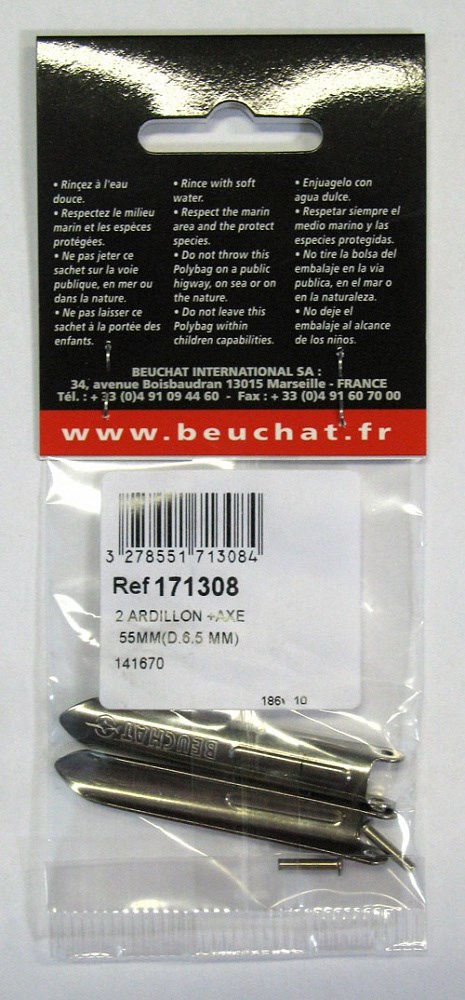 • Rinçez à l'eau
douce.
• Respectez le milieu
marin et les espèces
protégées.
• Ne pas jeter ce
sachet sur la voie
publique, en mer ou
dans la nature.
• Ne pas laisser ce
sachet à la portée des
enfants.
• Rince with soft
water.
• Respect the marin
area and the protect
species.
• Do not throw this
Polybag on a public
higway, on sea or on
the nature.
• Do not leave this
Polybag within
children capabilities.
• Enjuagelo con
agua dulce.
• Respetar siempre el
medio marino y las
especies protegidas.
• No tire la bolsa del
embalaje en la via
publica, en el mar o
en la naturaleza.
• No deje el
embalaje al alcance
de los niños.
BEUCHAT INTERNATIONAL SA :
34, avenue Boisbaudran 13015 Marseille - FRANCE
Tél. : + 33 (0)4 91 09 44 60 - Fax : + 33 (0)4 91 60 70 00
www.beuchat.fr
3 278551 713084
Ref 171308
2 ARDILLON +AXE
55MM(D.6.5 MM)
141670
10
BEUCHAT